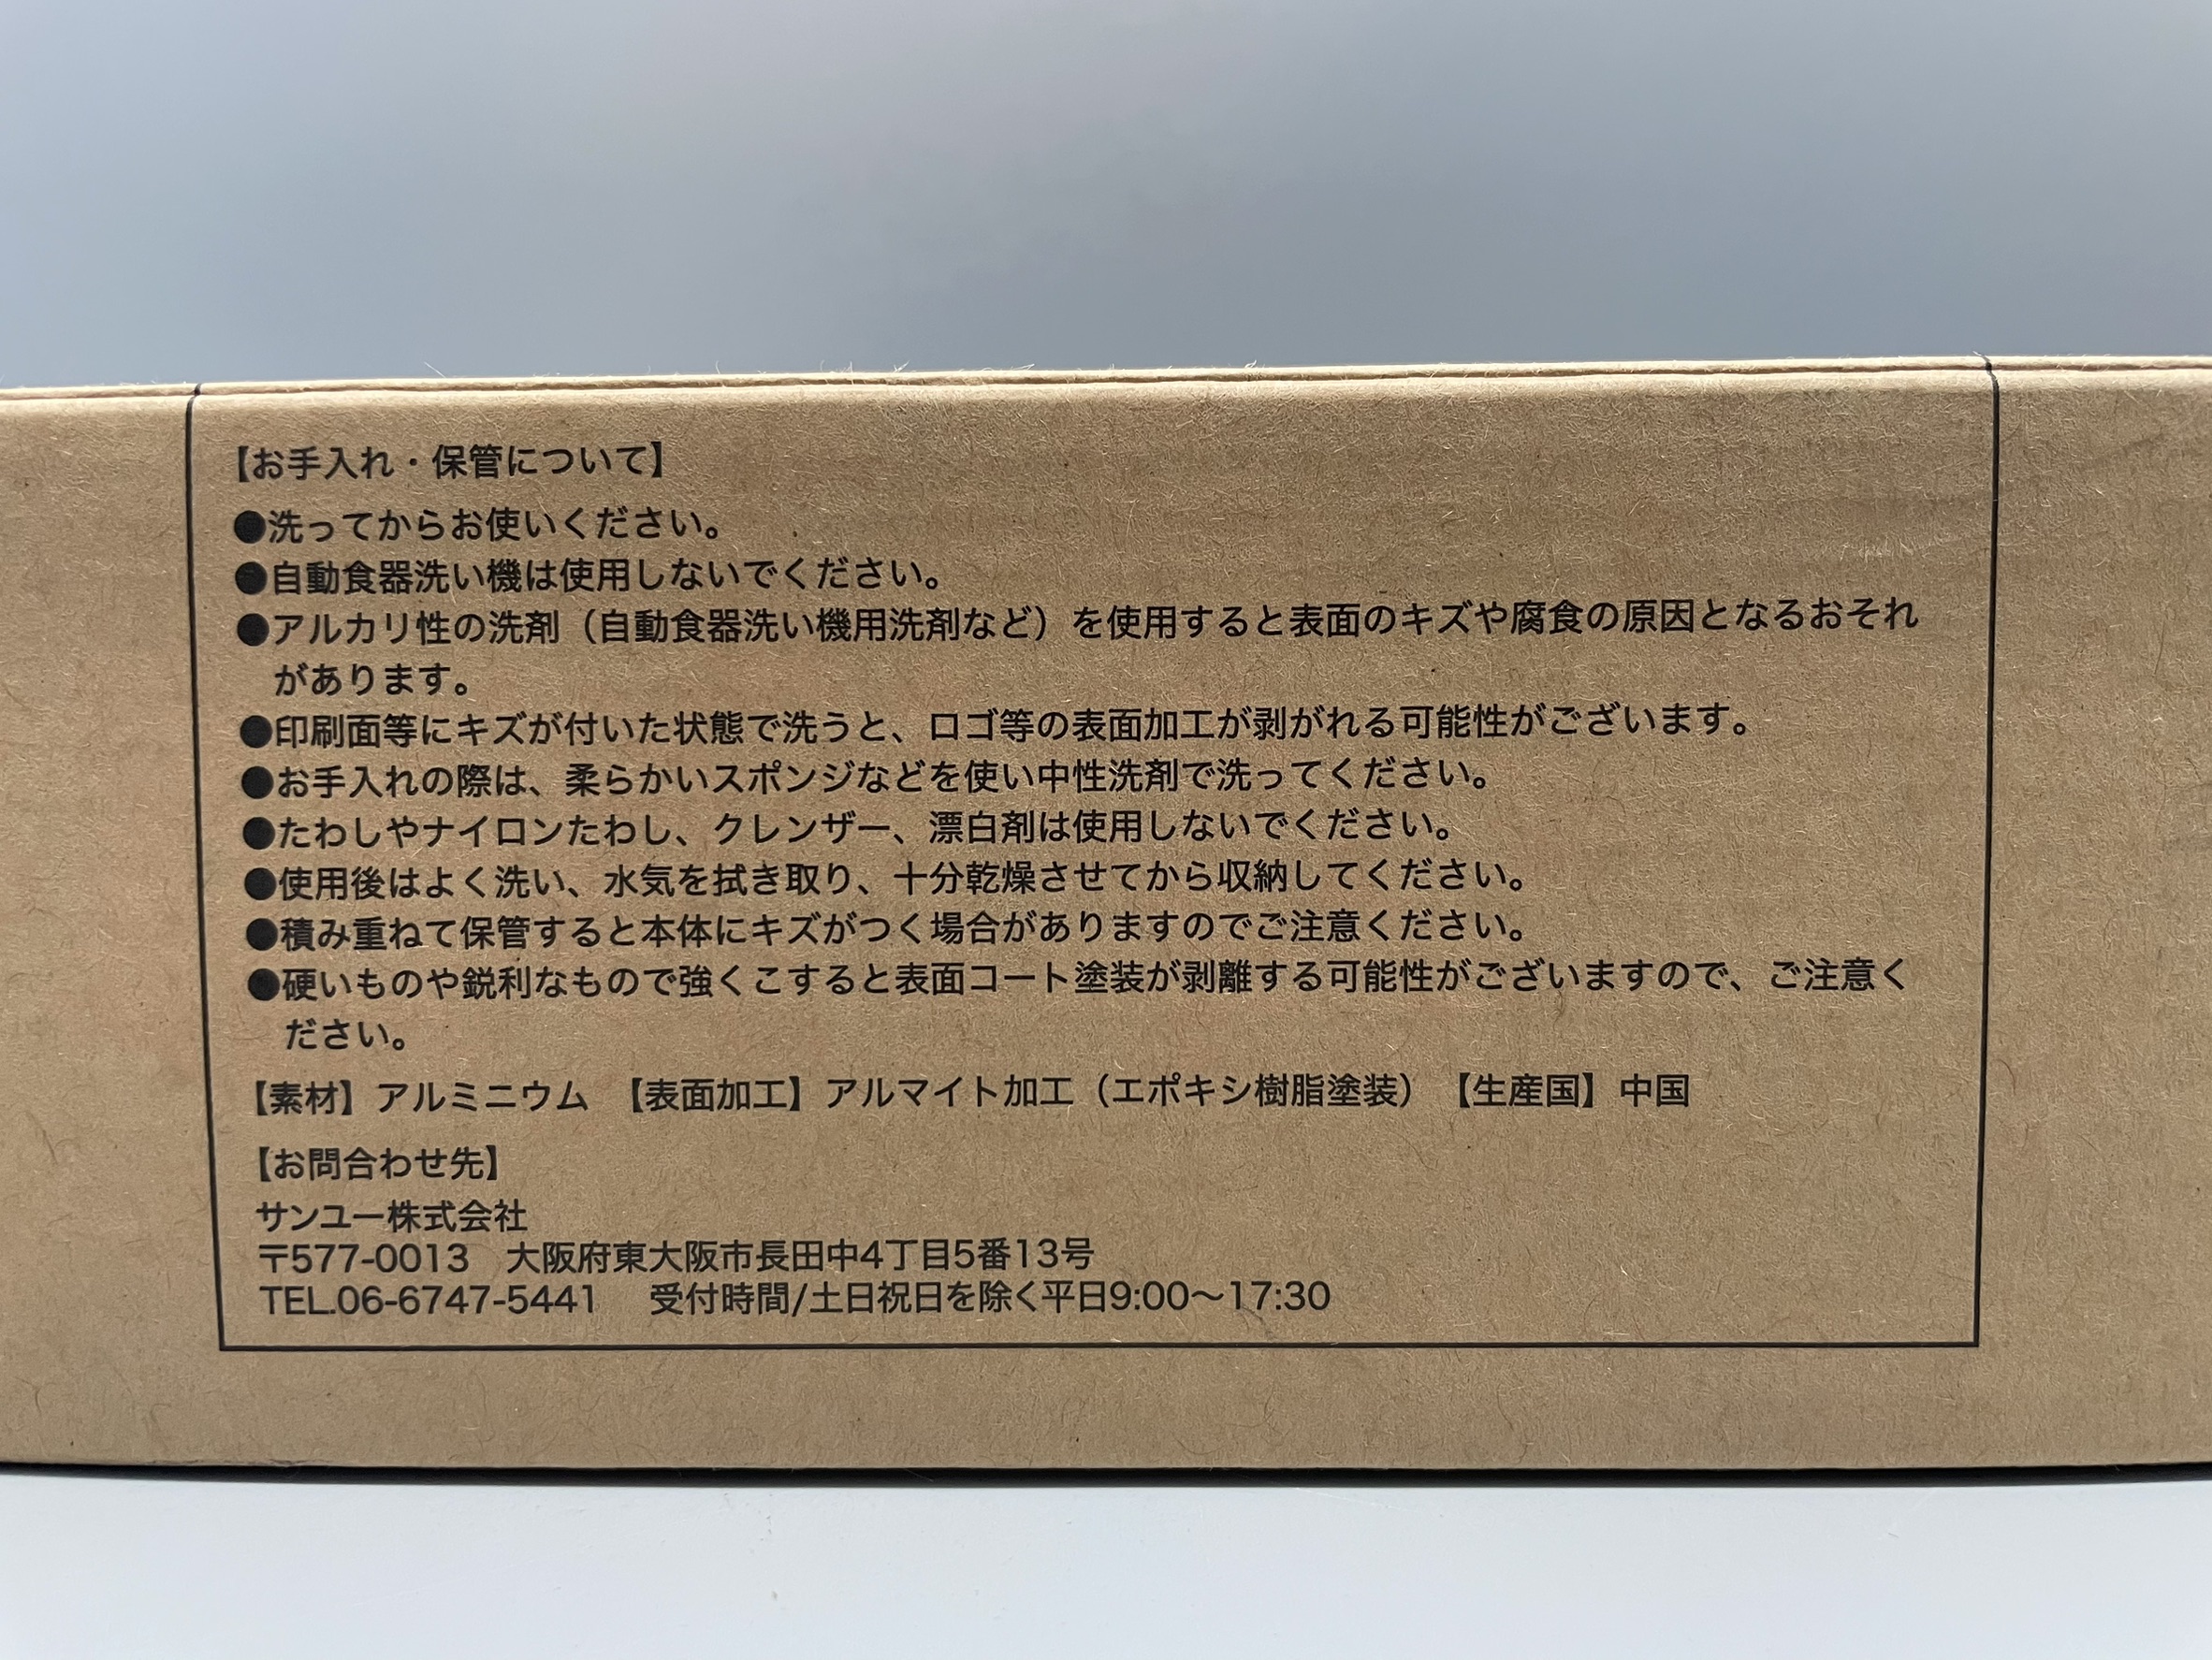 【お手入れ・保管について】
●洗ってからお使いください。
●自動食器洗い機は使用しないでください。
●アルカリ性の洗剤（自動食器洗い機用洗剤など）を使用すると表面のキズや腐食の原因となるおそれ
があります。
●印刷面等にキズが付いた状態で洗うと、ロゴ等の表面加工が剥がれる可能性がございます。
●お手入れの際は、柔らかいスポンジなどを使い中性洗剤で洗ってください。
●たわしやナイロンたわし、クレンザー、漂白剤は使用しないでください。
●使用後はよく洗い、水気を拭き取り、十分乾燥させてから収納してください。
●積み重ねて保管すると本体にキズがつく場合がありますのでご注意ください。
●硬いものや鋭利なもので強くこすると表面コート塗装が剥離する可能性がございますので、ご注意く
ださい。
【素材】アルミニウム 【表面加工】アルマイト加工（エポキシ樹脂塗装）【生産国】中国
【お問合わせ先】
サンユー株式会社
〒577-0013 大阪府東大阪市長田中4丁目5番13号
TEL.06-6747-5441 受付時間/土日祝日を除く平日9:00～17:30